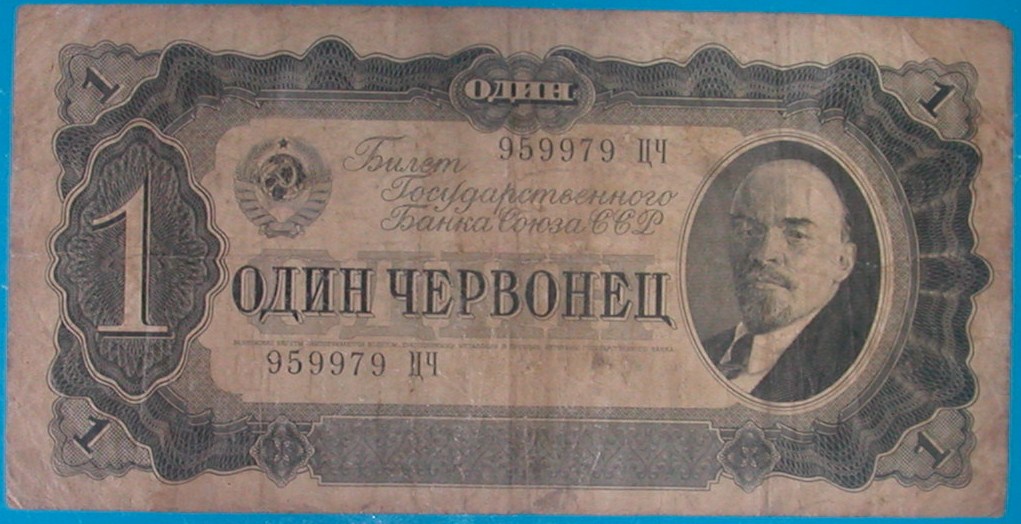 1 ОДИН 1
Билет 959979 ЦЧ
Государственного
Банка Союза ССР
1
ОДИН ЧЕРВОНЕЦ
959979 ЦЧ
1 1